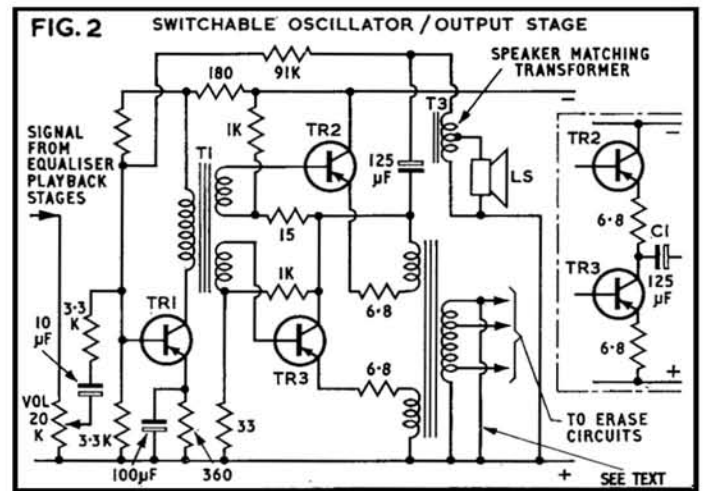 FIG. 2
SWITCHABLE OSCILLATOR / OUTPUT STAGE
91K
180
SPEAKER MATCHING
TRANSFORMER
SIGNAL
FROM
EQUALISER
PLAYBACK
STAGES
1K
TR2
T3
−
−
T1
125
µF
LS
TR2
15
6·8
C1
1K
TR3
125
µF
3.3
K
10
µF
TR1
6·8
6·8
TR3
6·8
+
VOL
20
K
3.3K
100µF
360
33
TO ERASE
CIRCUITS
+
SEE TEXT